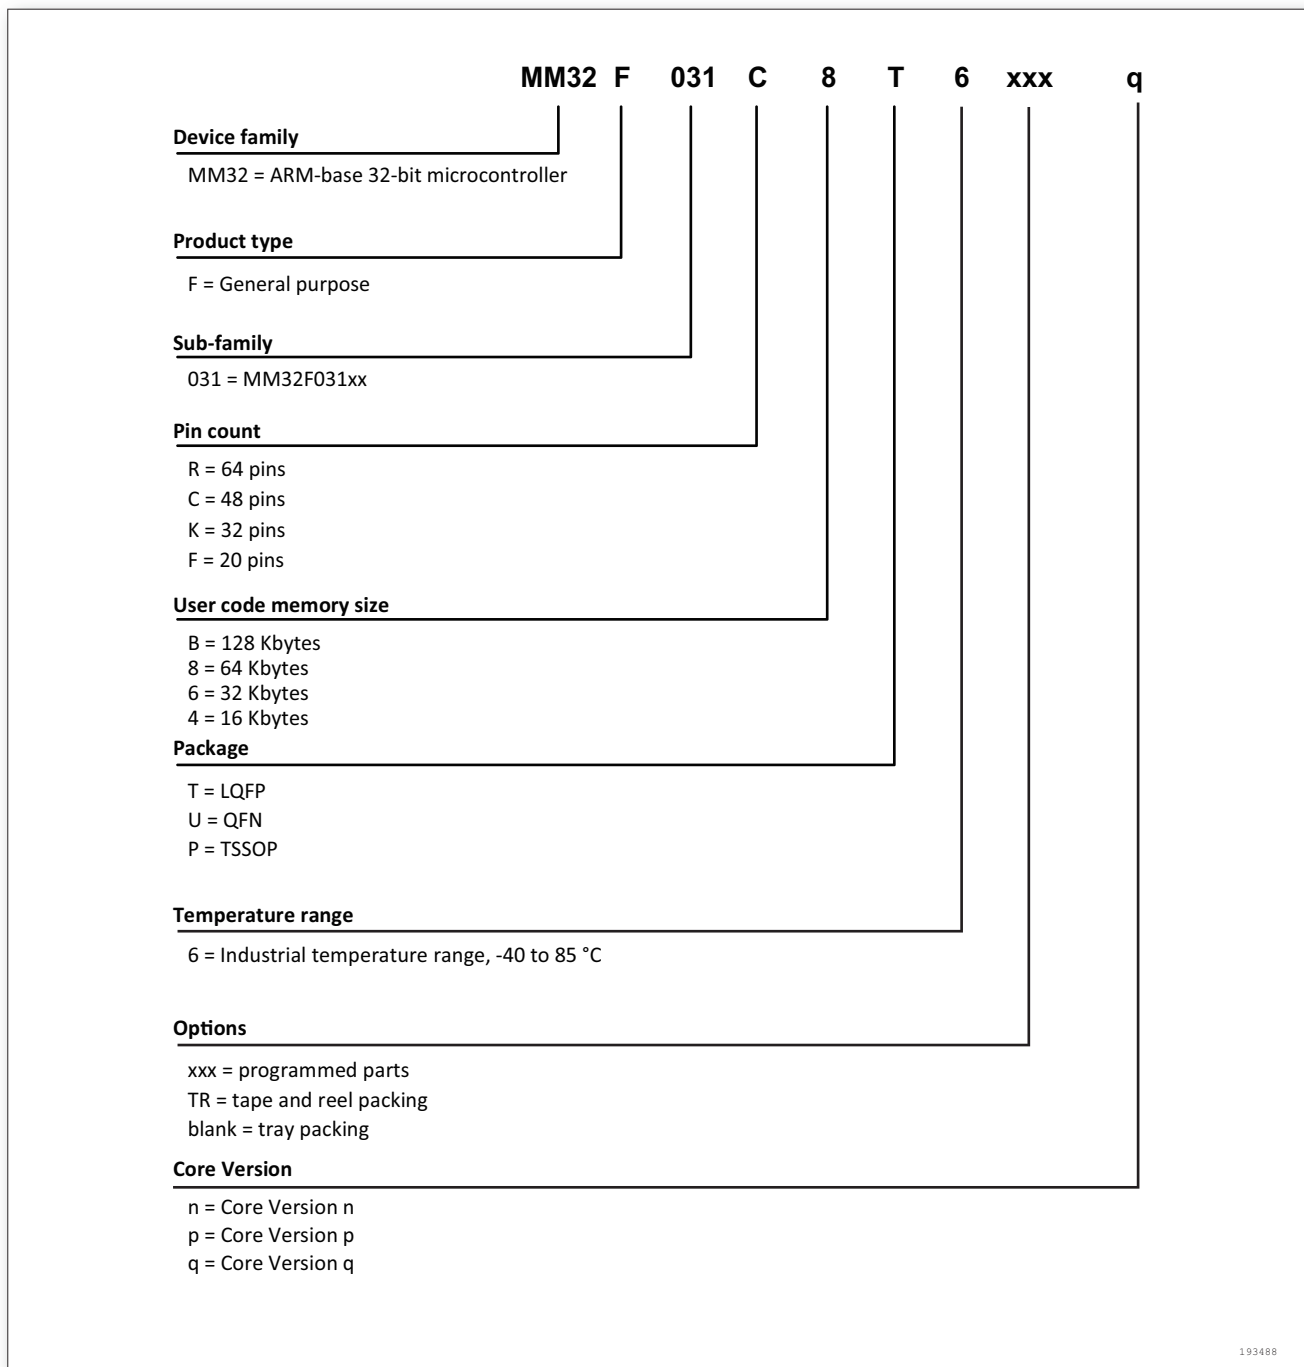 MM32 F 031 C 8 T 6 xxx q
Device family
MM32 = ARM-base 32-bit microcontroller
Product type
F = General purpose
Sub-family
031 = MM32F031xx
Pin count
R = 64 pins
C = 48 pins
K = 32 pins
F = 20 pins
User code memory size
B = 128 Kbytes
8 = 64 Kbytes
6 = 32 Kbytes
4 = 16 Kbytes
Package
T = LQFP
U = QFN
P = TSSOP
Temperature range
6 = Industrial temperature range, -40 to 85 °C
Options
xxx = programmed parts
TR = tape and reel packing
blank = tray packing
Core Version
n = Core Version n
p = Core Version p
q = Core Version q
193488